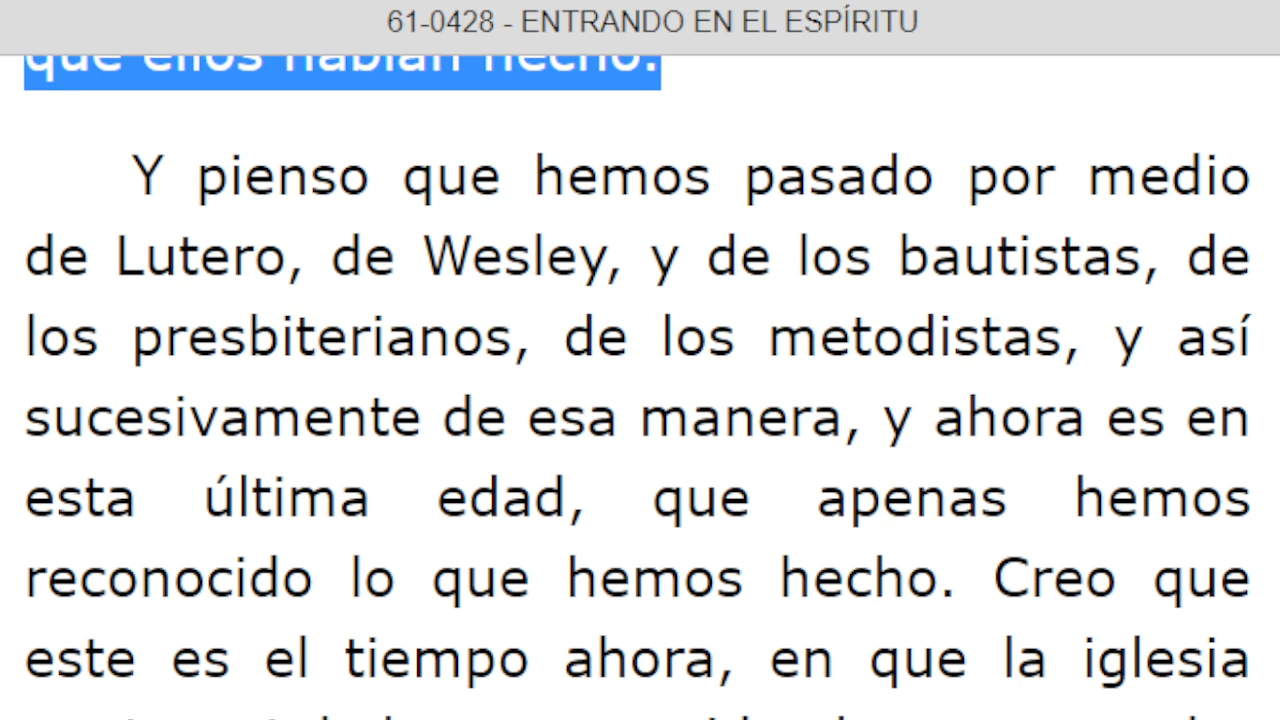 61-0428 - ENTRANDO EN EL ESPÍRITU
que ellos habían hecho.
Y pienso que hemos pasado por medio
de Lutero, de Wesley, y de los bautistas, de
los presbiterianos, de los metodistas, y así
sucesivamente de esa manera, y ahora es en
esta última edad, que apenas hemos
reconocido lo que hemos hecho. Creo que
este es el tiempo ahora, en que la iglesia